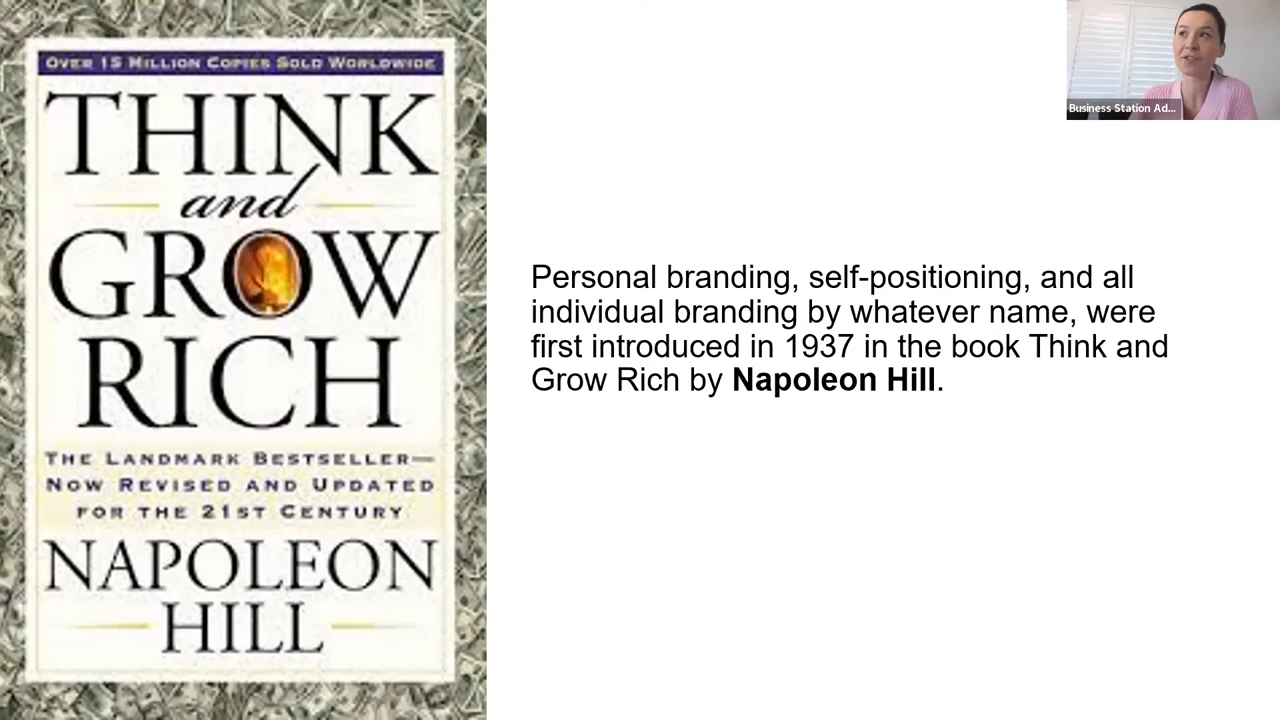 OVER 15 MILLION COPIES SOLD WORLDWIDE
THINK
and
GROW
RICH
THE LANDMARK BESTSELLER—
NOW REVISED AND UPDATED
FOR THE 21ST CENTURY
NAPOLEON
HILL
Business Station Ad...
Personal branding, self-positioning, and all
individual branding by whatever name, were
first introduced in 1937 in the book Think and
Grow Rich by Napoleon Hill.